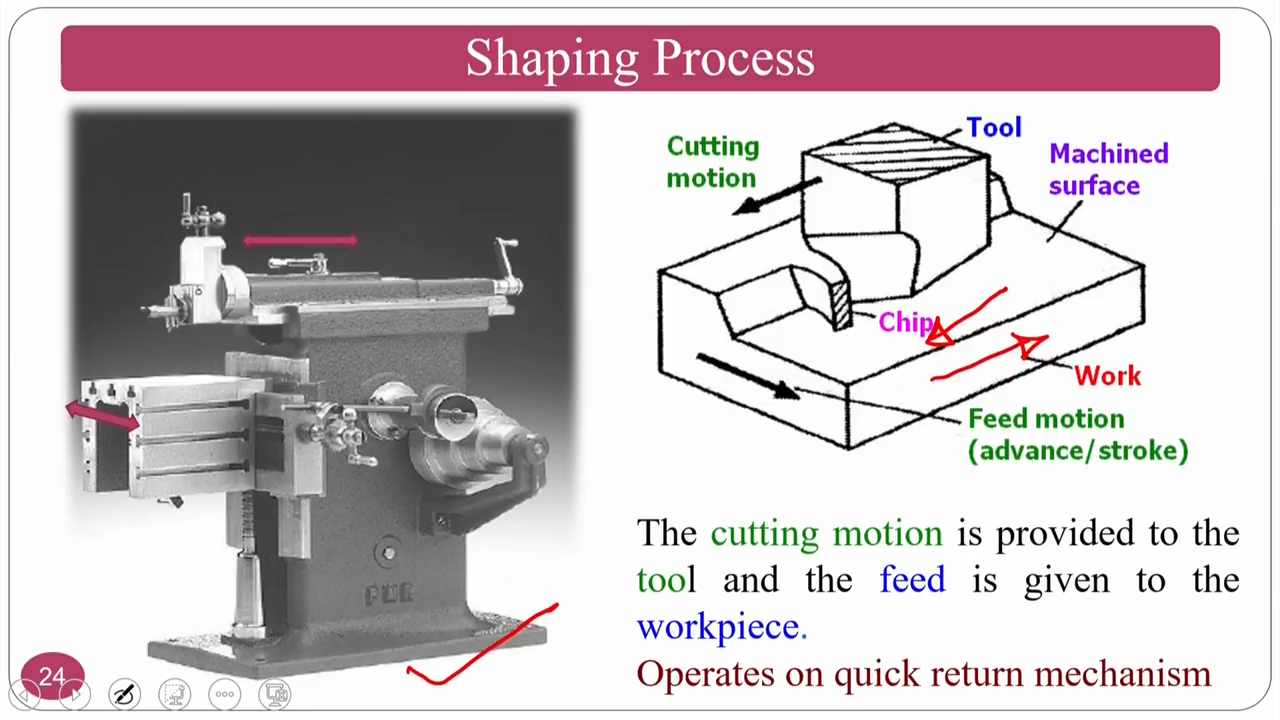 Shaping Process
Cutting
motion
Tool
Machined
surface
Chip
Work
Feed motion
(advance/stroke)
The cutting motion is provided to the
tool and the feed is given to the
workpiece.
Operates on quick return mechanism
24